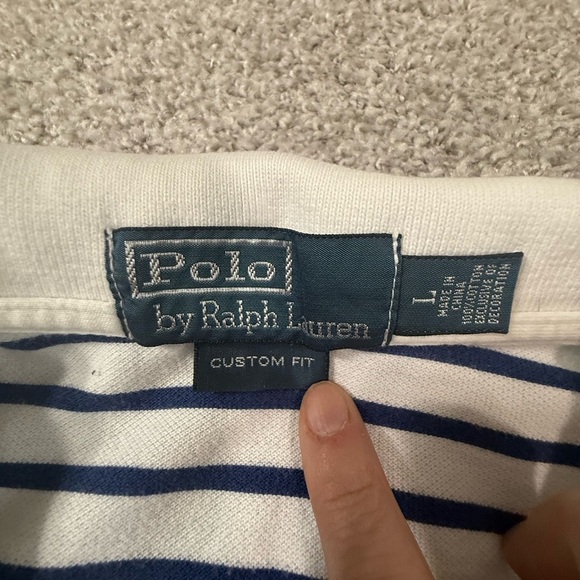 Polo
by Ralph Lauren
CUSTOM FIT
L
MADE IN
CHINA
100% COTTON
EXCLUSIVE OF
DECORATION